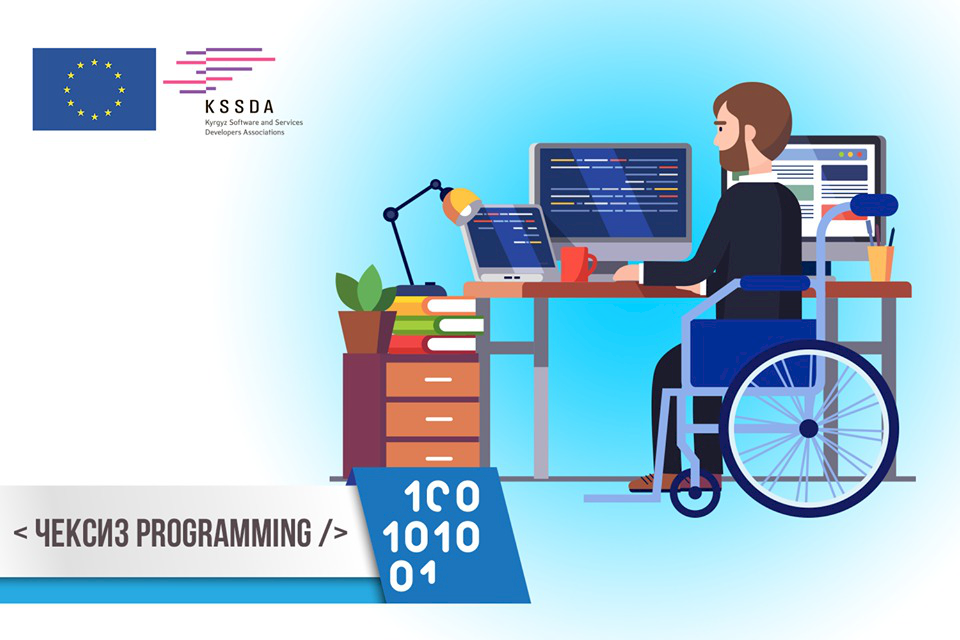 KSSDA
Kyrgyz Software and Services
Developers Associations
< ЧЕКСИЗ PROGRAMMING />
100
1010
01